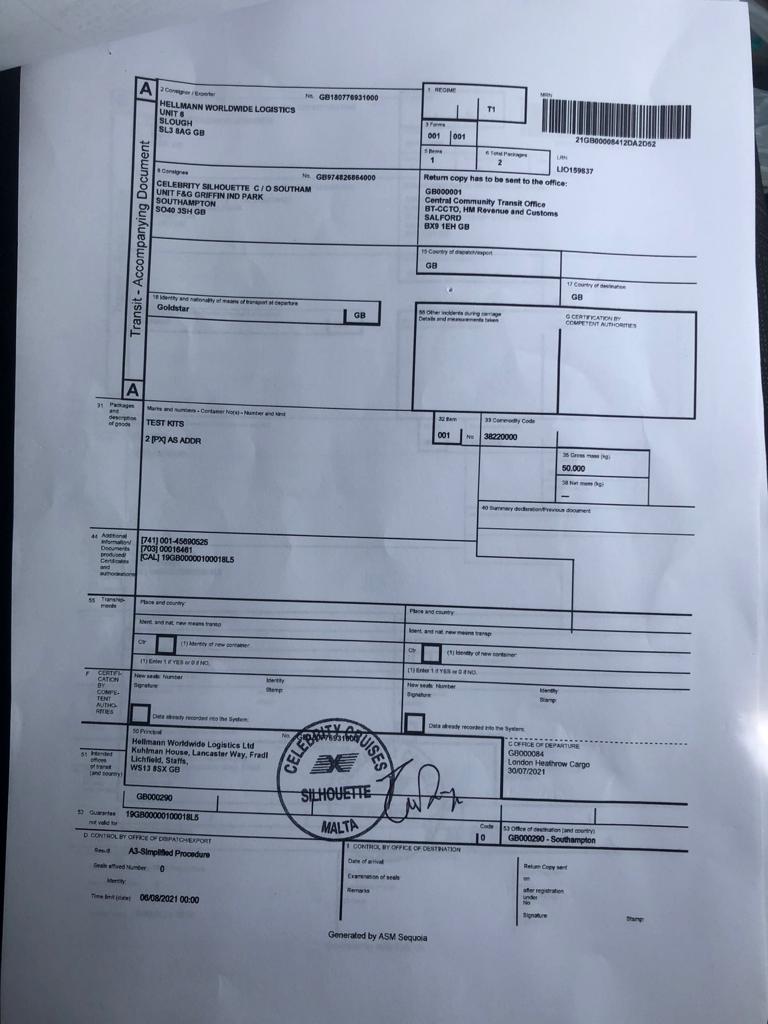 A
Transit - Accompanying Document
A
2 Consignor / Exporter No. GB180776931000
HELLMANN WORLDWIDE LOGISTICS
UNIT 6
SLOUGH
SL3 8AG GB
1 REGIME
T1
3 Forms
001 001
5 Items
1
6 Total Packages
2
MRN
21GB00008412DA2D52
LRN
LIO159837
8 Consignee No. GB974826864000
CELEBRITY SILHOUETTE C / O SOUTHAM
UNIT F&G GRIFFIN IND PARK
SOUTHAMPTON
SO40 3SH GB
Return copy has to be sent to the office:
GB000001
Central Community Transit Office
BT-CCTO, HM Revenue and Customs
SALFORD
BX9 1EH GB
15 Country of dispatch/export
GB
17 Country of destination
GB
18 Identity and nationality of means of transport at departure
Goldstar
GB
56 Other incidents during carriage
Details and measurements taken
G CERTIFICATION BY
COMPETENT AUTHORITIES
31 Packages
and
description
of goods
Marks and numbers - Container No(s) - Number and kind
TEST KITS
2 [PX] AS ADDR
32 Item
001 No
33 Commodity Code
38220000
35 Gross mass (kg)
50.000
38 Net mass (kg)
—
40 Summary declaration/Previous document
44 Additional
information/
Documents
produced/
Certificates
and
authorisations
[741] 001-45690525
[703] 00016461
[CAL] 19GB00000100018L5
55 Tranship-
ments
Place and country:
Ident. and nat. new means transp:
Ctr (1) Identity of new container:
(1) Enter 1 if YES or 0 if NO.
Place and country:
Ident. and nat. new means transp:
Ctr (1) Identity of new container:
(1) Enter 1 if YES or 0 if NO.
F CERTIFI-
CATION
BY
COMPE-
TENT
AUTHO-
RITIES
New seals: Number Identity
Signature: Stamp:
Data already recorded into the System:
New seals: Number Identity
Signature: Stamp:
Data already recorded into the System:
50 Principal No.
Hellmann Worldwide Logistics Ltd
Kuhlman House, Lancaster Way, Fradl
Lichfield, Staffs,
WS13 8SX GB
CELEBRITY CRUISES
SILHOUETTE
MALTA
C OFFICE OF DEPARTURE
GB000084
London Heathrow Cargo
30/07/2021
51 Intended
offices
of transit
(and country)
GB000290
52 Guarantee
not valid for
19GB00000100018L5
Code
0
53 Office of destination (and country)
GB000290 - Southampton
D CONTROL BY OFFICE OF DISPATCH/EXPORT
Result: A3-Simplified Procedure
Seals affixed Number: 0
Identity:
Time limit (date): 06/08/2021 00:00
I CONTROL BY OFFICE OF DESTINATION
Date of arrival:
Examination of seals:
Remarks:
Return Copy sent
on
after registration
under
No
Signature Stamp:
Generated by ASM Sequoia